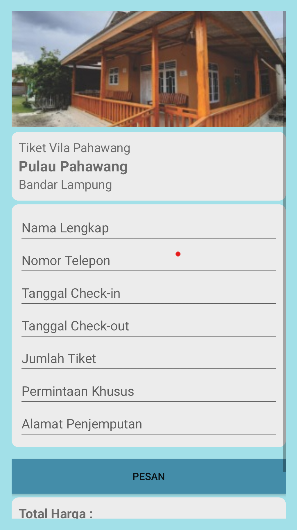 Tiket Vila Pahawang
Pulau Pahawang
Bandar Lampung
Nama Lengkap
Nomor Telepon
Tanggal Check-in
Tanggal Check-out
Jumlah Tiket
Permintaan Khusus
Alamat Penjemputan
PESAN
Total Harga :